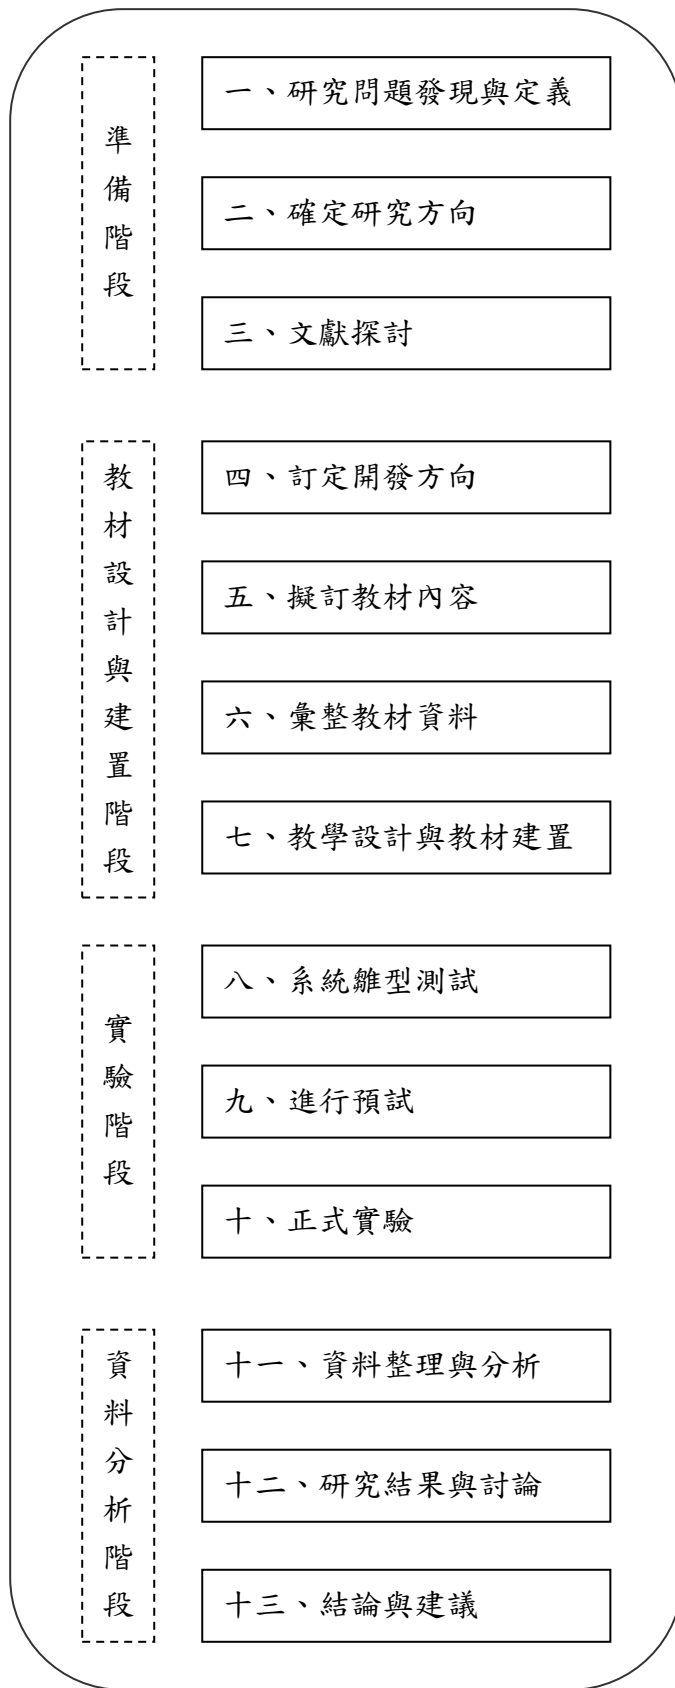 準備階段
一、研究問題發現與定義
二、確定研究方向
三、文獻探討
教材設計與建置階段
四、訂定開發方向
五、擬訂教材內容
六、彙整教材資料
七、教學設計與教材建置
實驗階段
八、系統雛型測試
九、進行預試
十、正式實驗
資料分析階段
十一、資料整理與分析
十二、研究結果與討論
十三、結論與建議